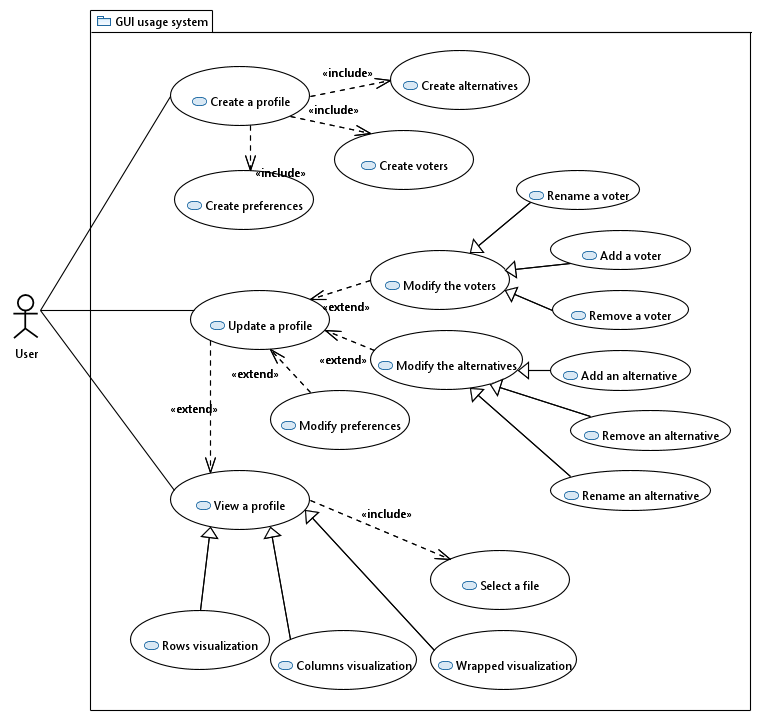 GUI usage system
«include»
Create alternatives
Create a profile
«include»
Create voters
«include»
Create preferences
Rename a voter
Add a voter
Modify the voters
«extend»
Remove a voter
Update a profile
User
«extend»
Modify the alternatives
«extend»
Add an alternative
«extend»
Modify preferences
Remove an alternative
Rename an alternative
View a profile
«include»
Select a file
Rows visualization
Columns visualization
Wrapped visualization